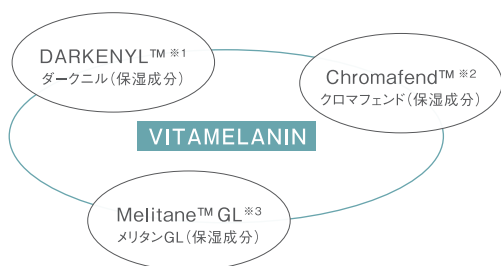 DARKENYL™ ※1
ダークニル(保湿成分)
Chromafend™ ※2
クロマフェンド(保湿成分)
VITAMELANIN
Melitane™ GL ※3
メリタンGL(保湿成分)